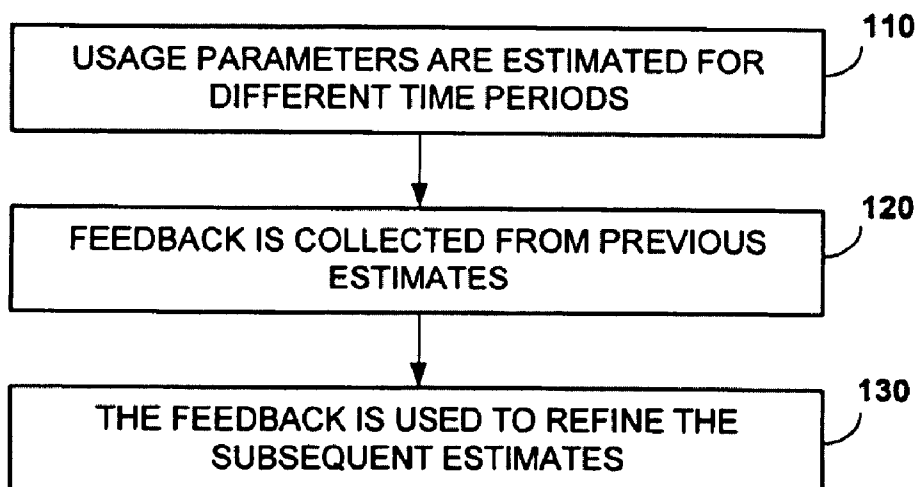 110
USAGE PARAMETERS ARE ESTIMATED FOR
DIFFERENT TIME PERIODS
120
FEEDBACK IS COLLECTED FROM PREVIOUS
ESTIMATES
130
THE FEEDBACK IS USED TO REFINE THE
SUBSEQUENT ESTIMATES